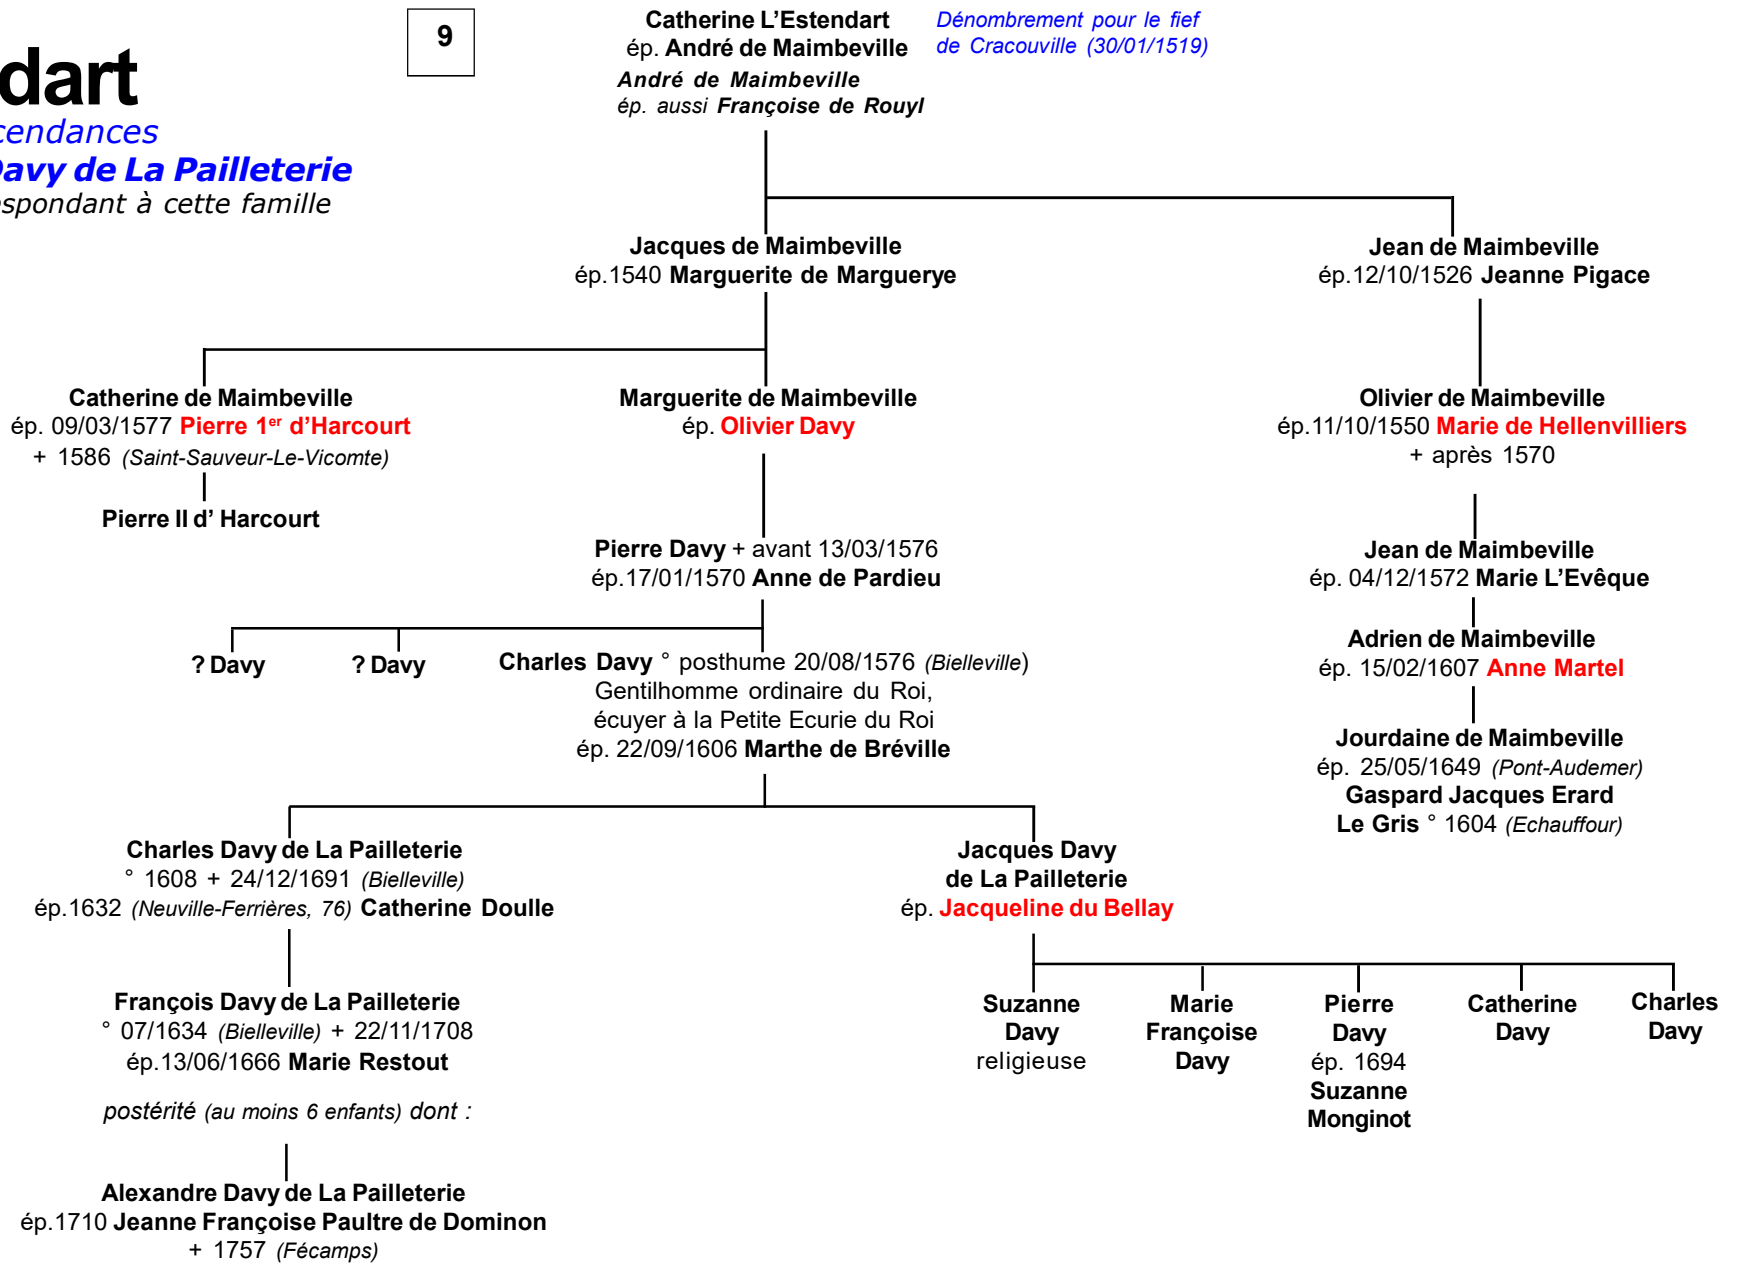 dart
cendances
Davy de La Pailleterie
espondant à cette famille
9
Catherine L'Estendart
ép. André de Maimbeville
André de Maimbeville
ép. aussi Françoise de Rouyl
Dénombrement pour le fief
de Cracouville (30/01/1519)
Jacques de Maimbeville
ép.1540 Marguerite de Marguerye
Jean de Maimbeville
ép.12/10/1526 Jeanne Pigace
Catherine de Maimbeville
ép. 09/03/1577 Pierre 1er d'Harcourt
+ 1586 (Saint-Sauveur-Le-Vicomte)
Pierre II d' Harcourt
Marguerite de Maimbeville
ép. Olivier Davy
Olivier de Maimbeville
ép.11/10/1550 Marie de Hellenvilliers
+ après 1570
Pierre Davy + avant 13/03/1576
ép.17/01/1570 Anne de Pardieu
Jean de Maimbeville
ép. 04/12/1572 Marie L'Evêque
? Davy
? Davy
Charles Davy ° posthume 20/08/1576 (Bielleville)
Gentilhomme ordinaire du Roi,
écuyer à la Petite Ecurie du Roi
ép. 22/09/1606 Marthe de Bréville
Adrien de Maimbeville
ép. 15/02/1607 Anne Martel
Jourdaine de Maimbeville
ép. 25/05/1649 (Pont-Audemer)
Gaspard Jacques Erard
Le Gris ° 1604 (Echauffour)
Charles Davy de La Pailleterie
° 1608 + 24/12/1691 (Bielleville)
ép.1632 (Neuville-Ferrières, 76) Catherine Doulle
Jacques Davy
de La Pailleterie
ép. Jacqueline du Bellay
François Davy de La Pailleterie
° 07/1634 (Bielleville) + 22/11/1708
ép.13/06/1666 Marie Restout
postérité (au moins 6 enfants) dont :
Suzanne
Davy
religieuse
Marie
Françoise
Davy
Pierre
Davy
ép. 1694
Suzanne
Monginot
Catherine
Davy
Charles
Davy
Alexandre Davy de La Pailleterie
ép.1710 Jeanne Françoise Paultre de Dominon
+ 1757 (Fécamps)